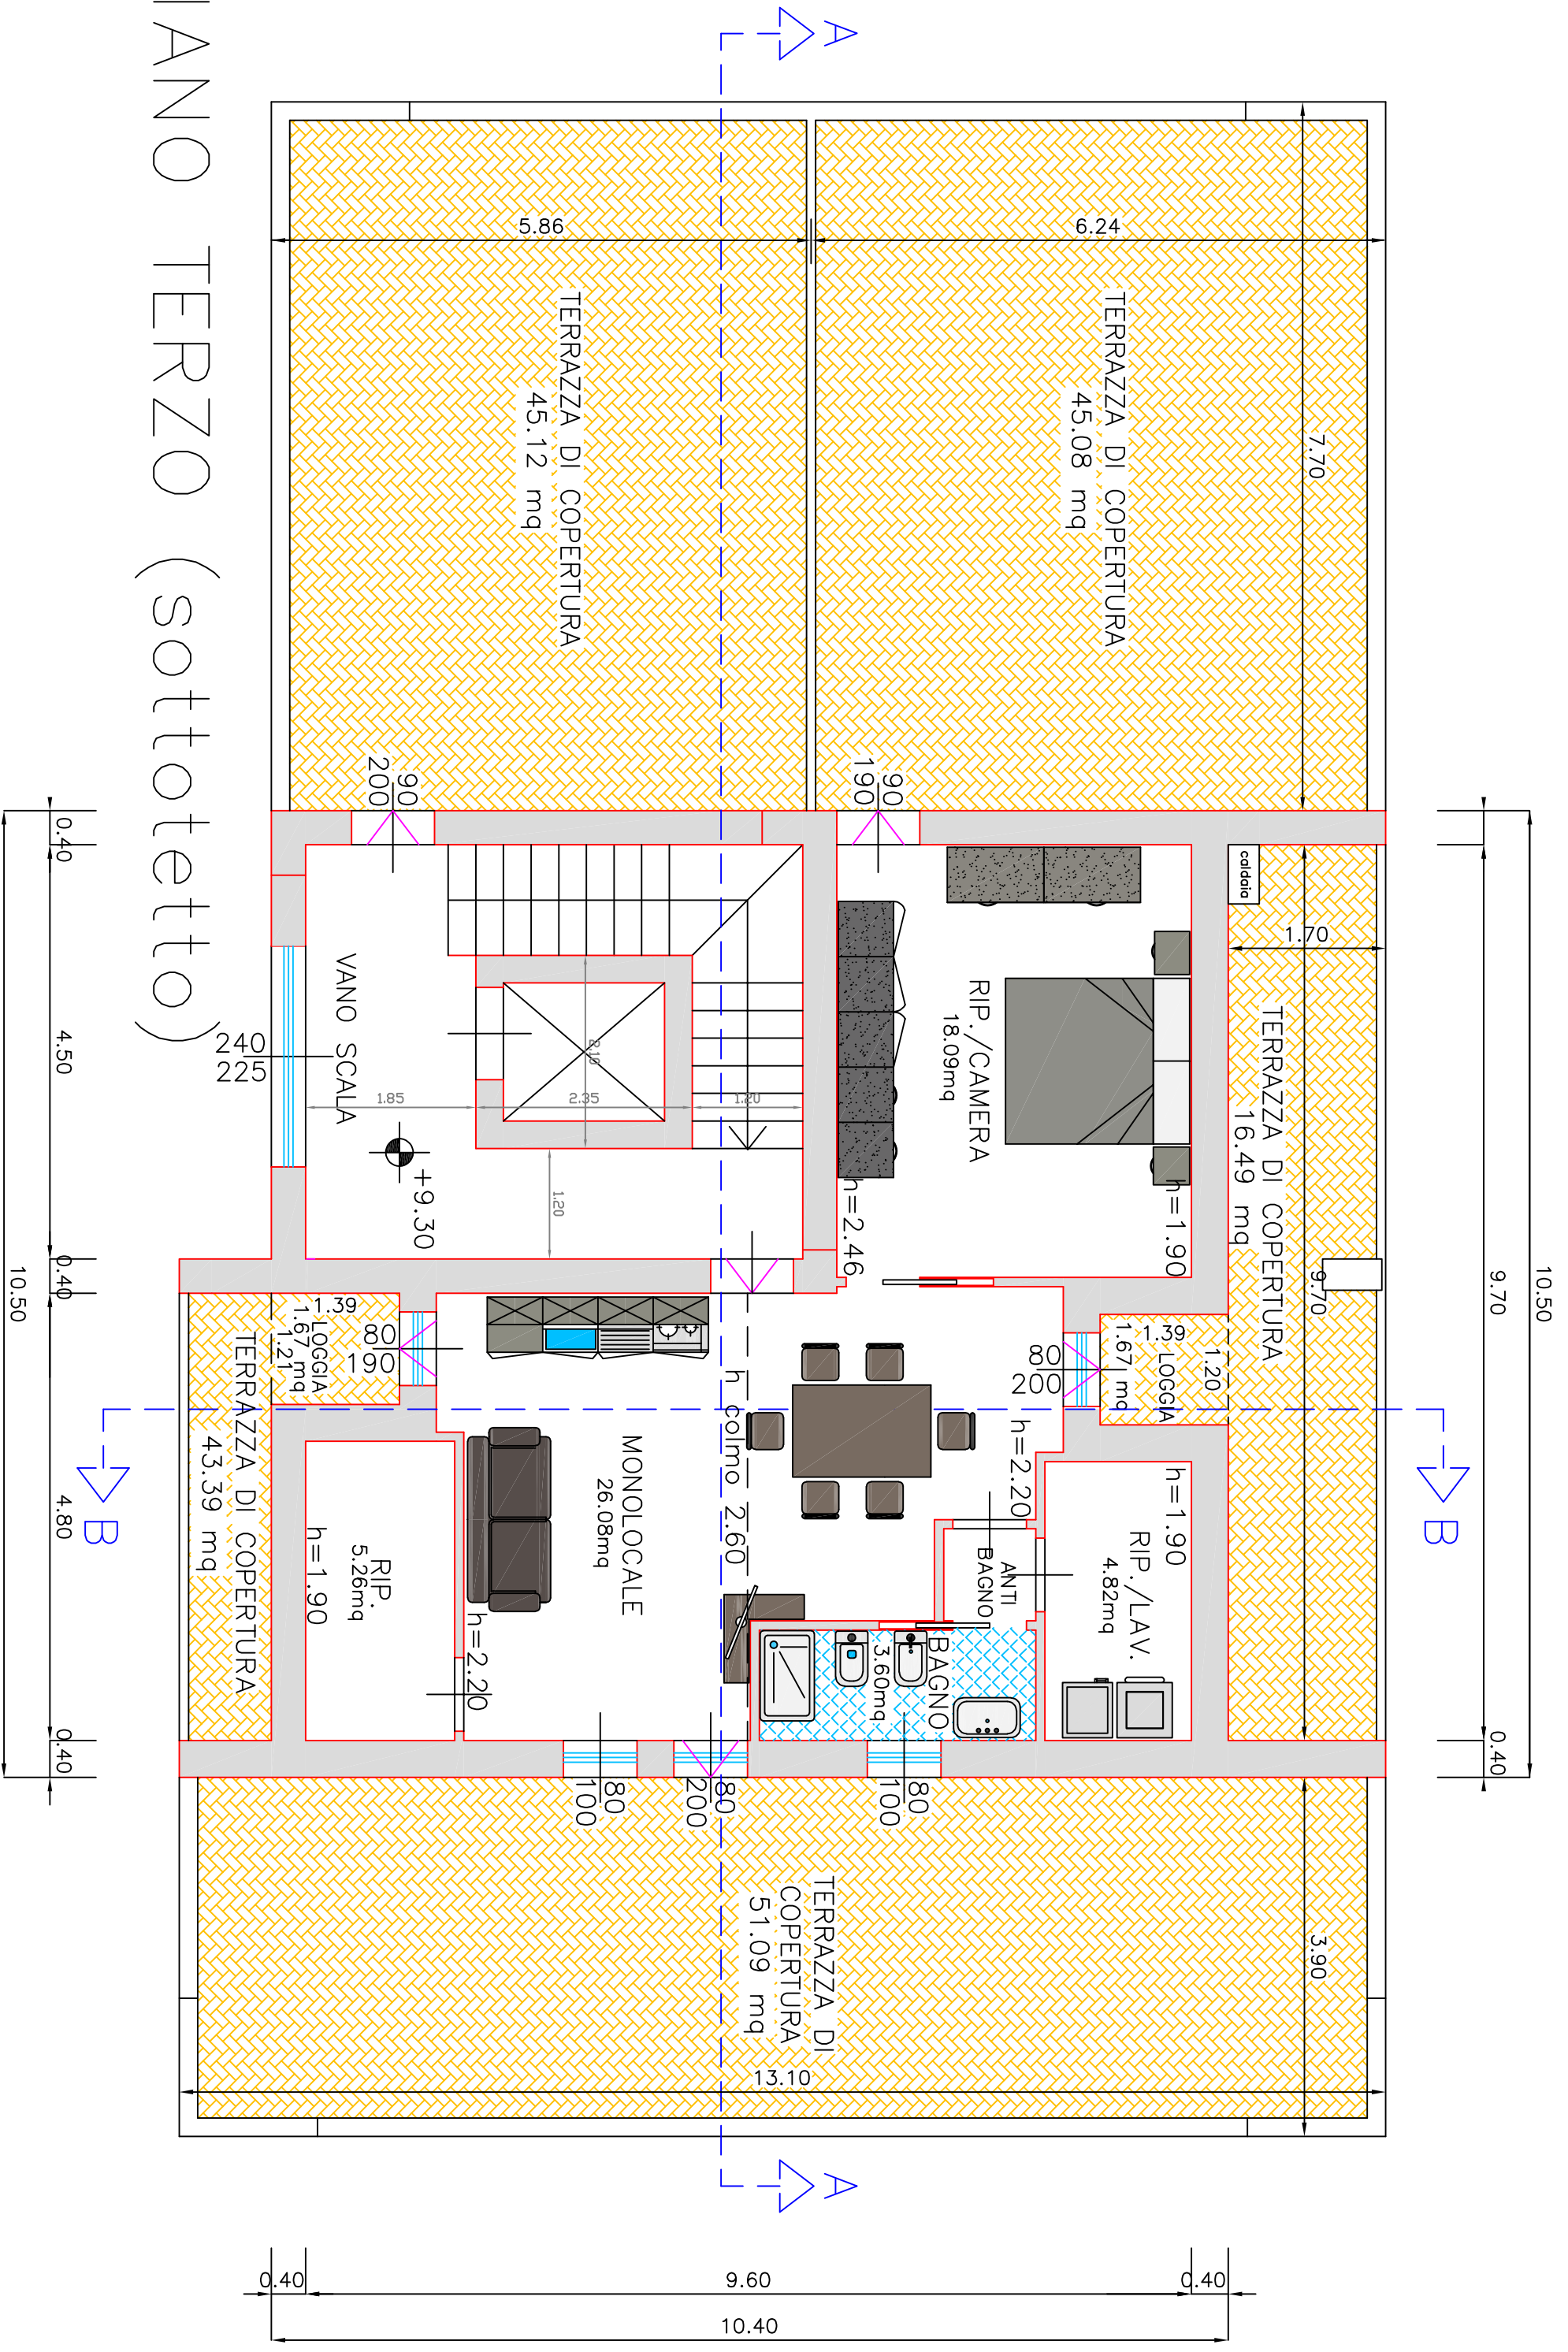 IANO TERZO (sottotetto)
TERRAZZA DI COPERTURA
45.12 mq
TERRAZZA DI COPERTURA
45.08 mq
5.86
6.24
7.70
A
A
B
B
90
200
90
190
VANO SCALA
240
225
+9.30
1.85
2.35
2.10
1.20
1.20
RIP./CAMERA
18.09mq
h=2.46
h=1.90
caldaia
1.70
TERRAZZA DI COPERTURA
16.49 mq
9.70
1.39
LOGGIA
1.67 mq
1.21
80
190
1.20
1.39
LOGGIA
1.67 mq
80
200
TERRAZZA DI COPERTURA
43.39 mq
MONOLOCALE
26.08mq
h colmo 2.60
h=2.20
h=1.90
RIP./LAV.
4.82mq
ANTI
BAGNO
BAGNO
3.60mq
RIP.
5.26mq
h=1.90
h=2.20
80
100
80
200
80
100
TERRAZZA DI
COPERTURA
51.09 mq
3.90
13.10
0.40
4.50
0.40
4.80
0.40
10.50
9.70
0.40
10.50
0.40
9.60
0.40
10.40